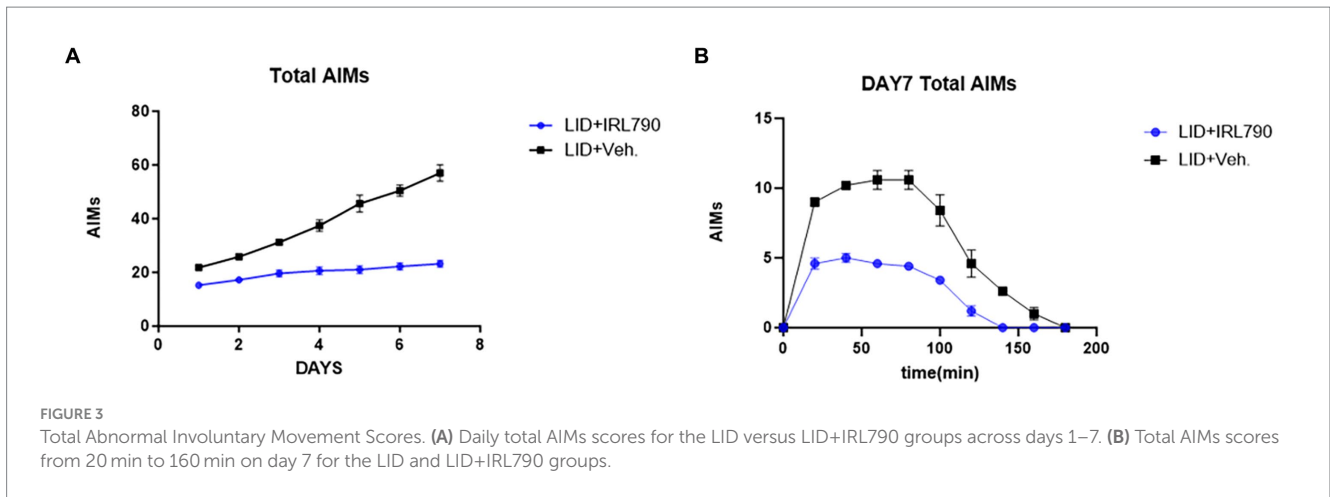 A
Total AIMs
80
60
40
20
0
AIMs
0 2 4 6 8
DAYS
LID+IRL790
LID+Veh.
B
DAY7 Total AIMs
15
10
5
0
AIMs
0 50 100 150 200
time(min)
LID+IRL790
LID+Veh.
FIGURE 3
Total Abnormal Involuntary Movement Scores. (A) Daily total AIMs scores for the LID versus LID+IRL790 groups across days 1–7. (B) Total AIMs scores
from 20 min to 160 min on day 7 for the LID and LID+IRL790 groups.